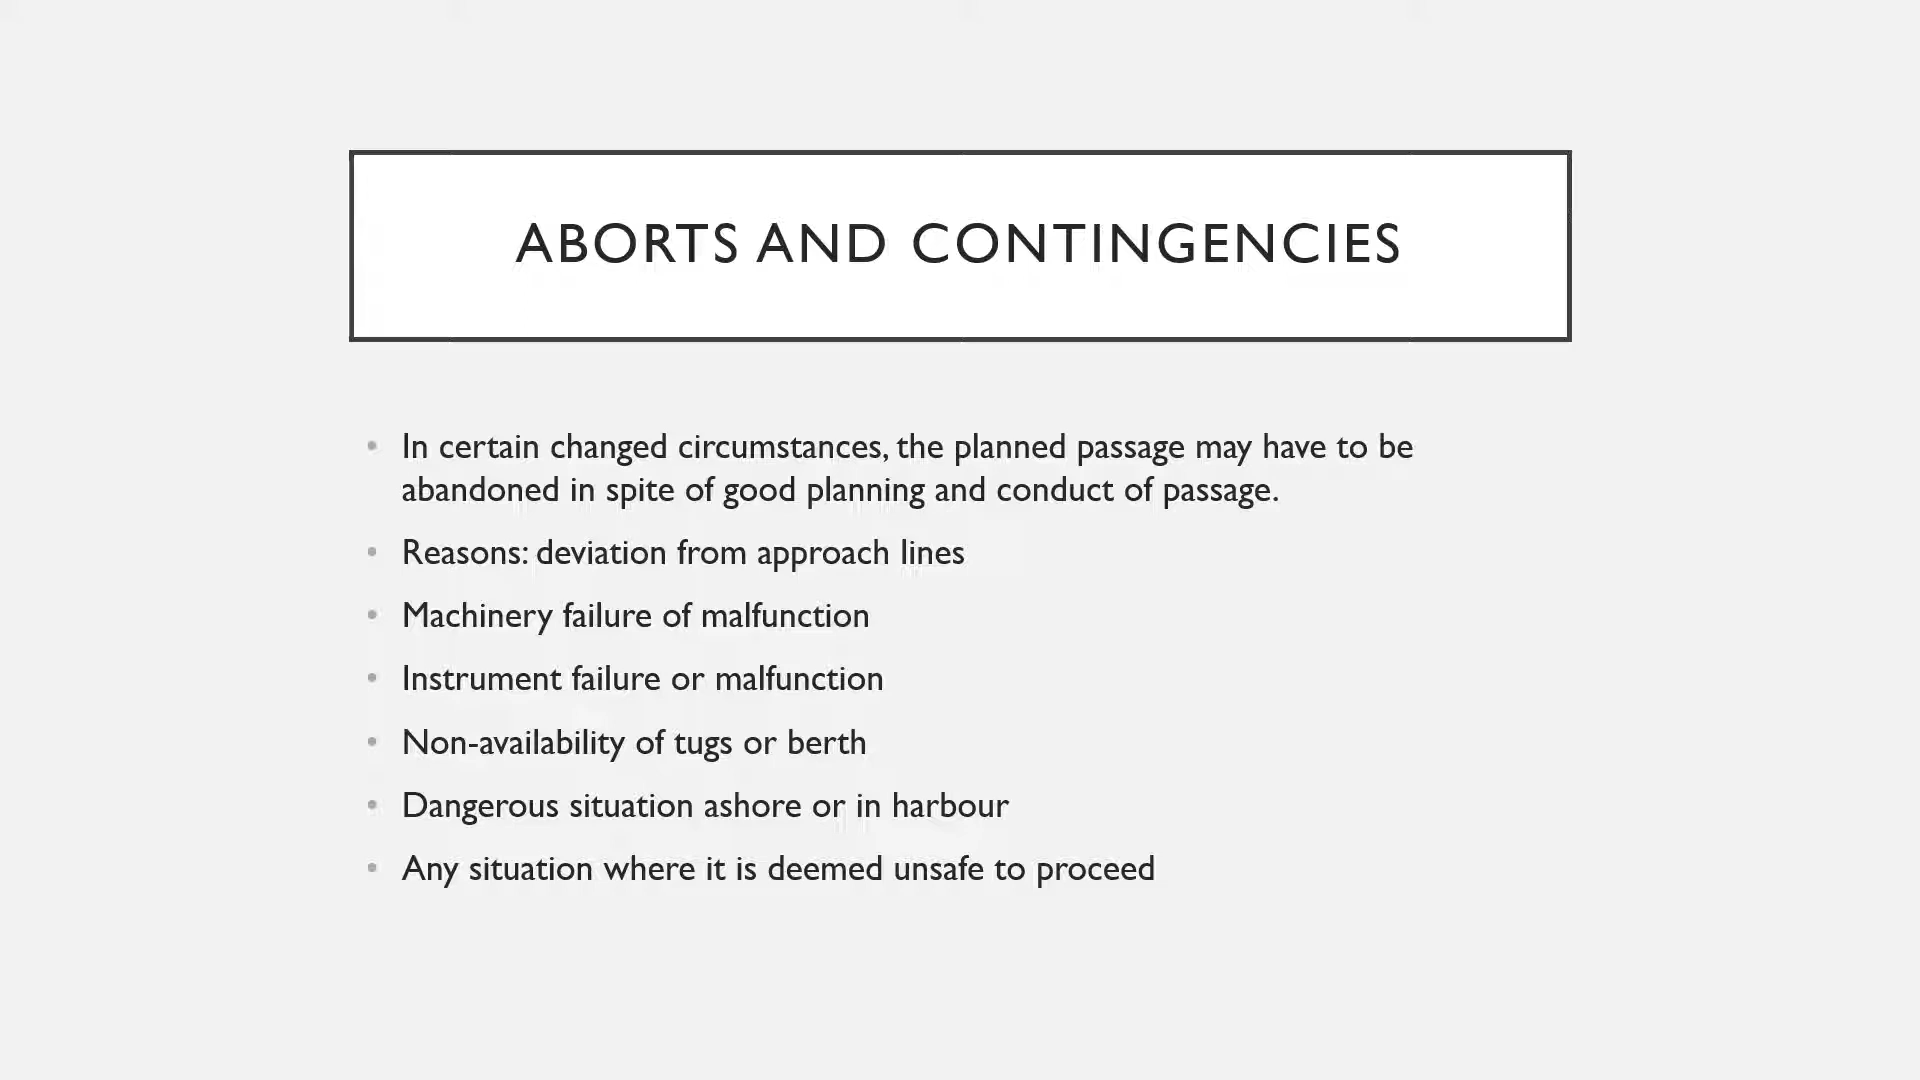 ABORTS AND CONTINGENCIES
• In certain changed circumstances, the planned passage may have to be
abandoned in spite of good planning and conduct of passage.
• Reasons: deviation from approach lines
• Machinery failure of malfunction
• Instrument failure or malfunction
• Non-availability of tugs or berth
• Dangerous situation ashore or in harbour
• Any situation where it is deemed unsafe to proceed